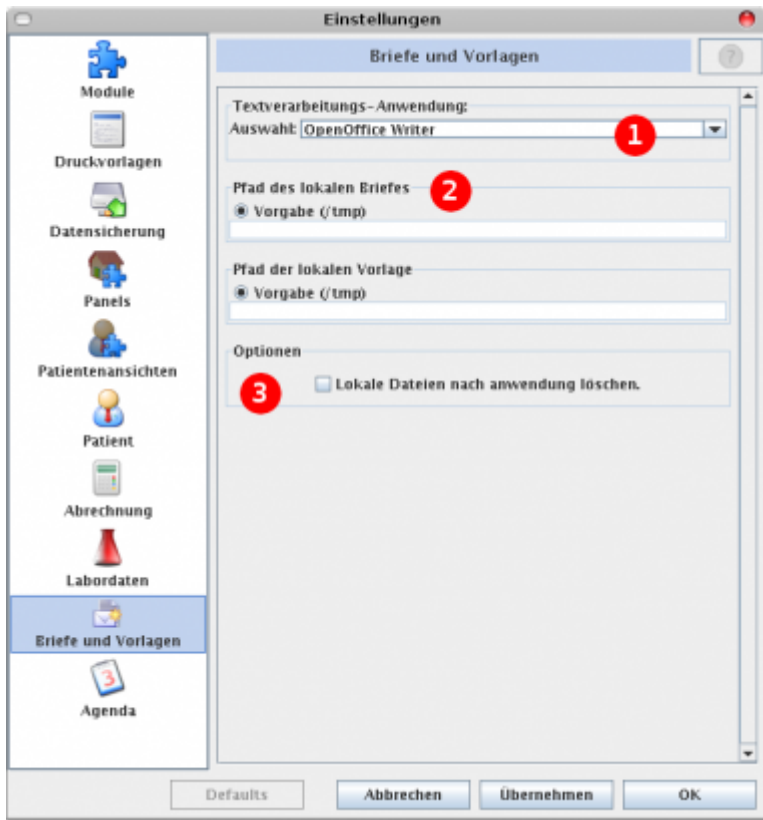 Einstellungen
Module
Druckvorlagen
Datensicherung
Panels
Patientenansichten
Patient
Abrechnung
Labordaten
Briefe und Vorlagen
3
Agenda
Briefe und Vorlagen
?
Textverarbeitungs-Anwendung:
Auswahl: OpenOffice Writer
1
Pfad des lokalen Briefes
2
Vorgabe (/tmp)
Pfad der lokalen Vorlage
Vorgabe (/tmp)
Optionen
3
Lokale Dateien nach anwendung löschen.
Defaults
Abbrechen
Übernehmen
OK